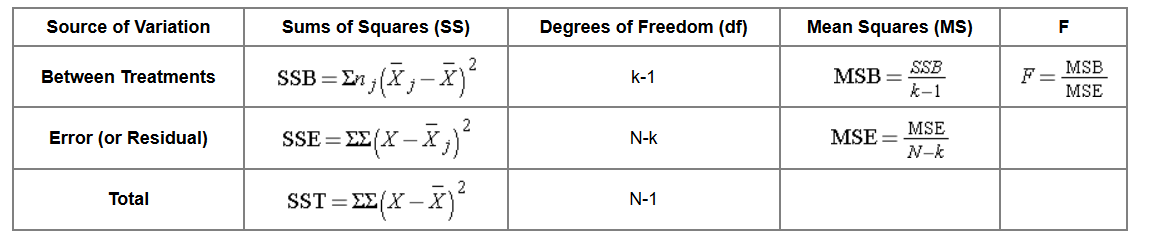 Source of Variation Sums of Squares (SS) Degrees of Freedom (df) Mean Squares (MS) F
Between Treatments SSB = Σn_j(X̄_j − X̄)² k-1 MSB = SSB/k−1 F = MSB/MSE
Error (or Residual) SSE = ΣΣ(X − X̄_j)² N-k MSE = MSE/N−k
Total SST = ΣΣ(X − X̄)² N-1